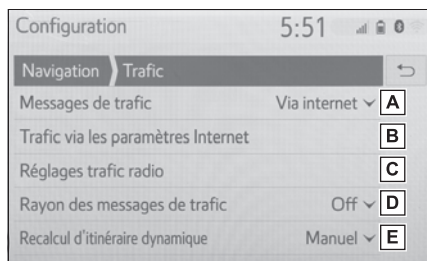 Configuration 5:51
Navigation Trafic
Messages de trafic Via internet A
Trafic via les paramètres Internet B
Réglages trafic radio C
Rayon des messages de trafic Off D
Recalcul d'itinéraire dynamique Manuel E